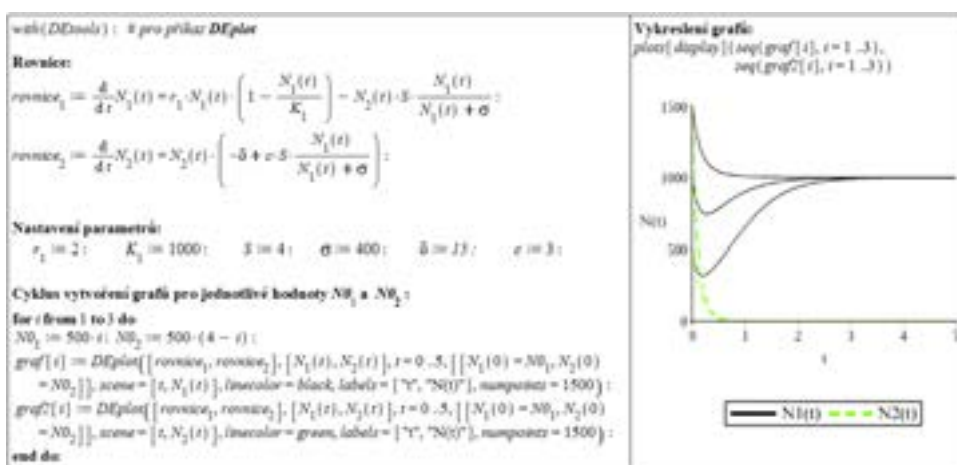 with(DEtools) : # pro příkaz DEplot
Rovnice:
rovnice₁ := d/dt N₁(t) = r₁·N₁(t)·(1 − N₁(t)/K₁) − N₂(t)·S·N₁(t)/(N₁(t) + σ) :
rovnice₂ := d/dt N₂(t) = N₂(t)·(−δ + e·S·N₁(t)/(N₁(t) + σ)) :
Nastavení parametrů:
r₁ := 2 : K₁ := 1000 : S := 4 : σ := 400 : δ := 15 : e := 3 :
Cyklus vytvoření grafů pro jednotlivé hodnoty N0₁ a N0₂ :
for i from 1 to 3 do
N0₁ := 500·i : N0₂ := 500·(4 − i) :
graf[i] := DEplot([rovnice₁, rovnice₂], [N₁(t), N₂(t)], t = 0 ..5, [[N₁(0) = N0₁, N₂(0)
= N0₂]], scene = [t, N₁(t)], linecolor = black, labels = ["t", "N(t)"], numpoints = 1500) :
graf2[i] := DEplot([rovnice₁, rovnice₂], [N₁(t), N₂(t)], t = 0 ..5, [[N₁(0) = N0₁, N₂(0)
= N0₂]], scene = [t, N₂(t)], linecolor = green, labels = ["t", "N(t)"], numpoints = 1500) :
end do:
Vykreslení grafů:
plots[display](seq(graf[i], i = 1 ..3),
seq(graf2[i], i = 1 ..3))
1500
1000
N(t)
500
0
0 1 2 3 4 5
t
N1(t) N2(t)